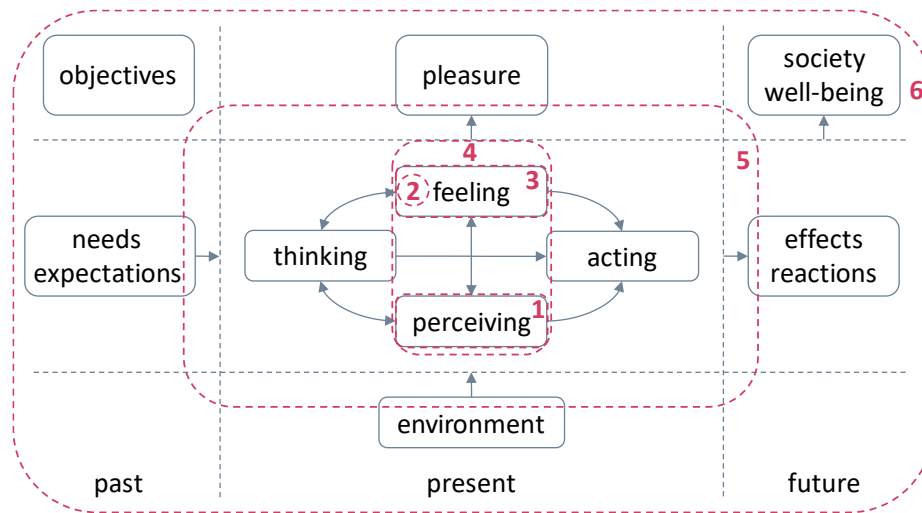 objectives
pleasure
society
well-being
6
4
5
2
feeling
3
needs
expectations
thinking
acting
effects
reactions
perceiving
1
environment
past
present
future